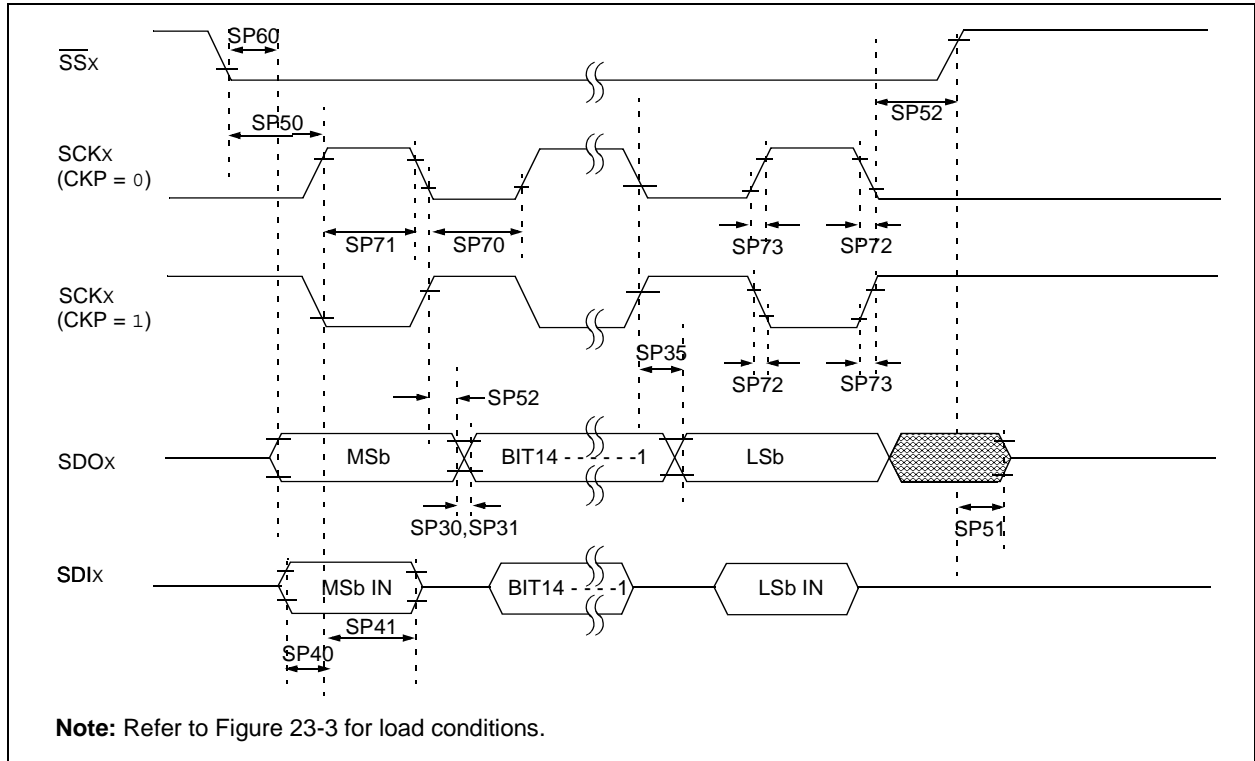 SP60
SSX
SP52
SP50
SCKX
(CKP = 0)
SP71
SP70
SP73
SP72
SCKX
(CKP = 1)
SP35
SP72
SP73
SP52
SDOX
MSb
BIT14 - - - - - -1
LSb
SP30,SP31
SP51
SDIX
MSb IN
BIT14 - - - -1
LSb IN
SP41
SP40
Note: Refer to Figure 23-3 for load conditions.